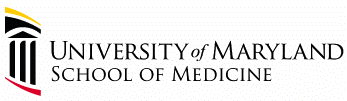 UNIVERSITY of MARYLAND
SCHOOL OF MEDICINE